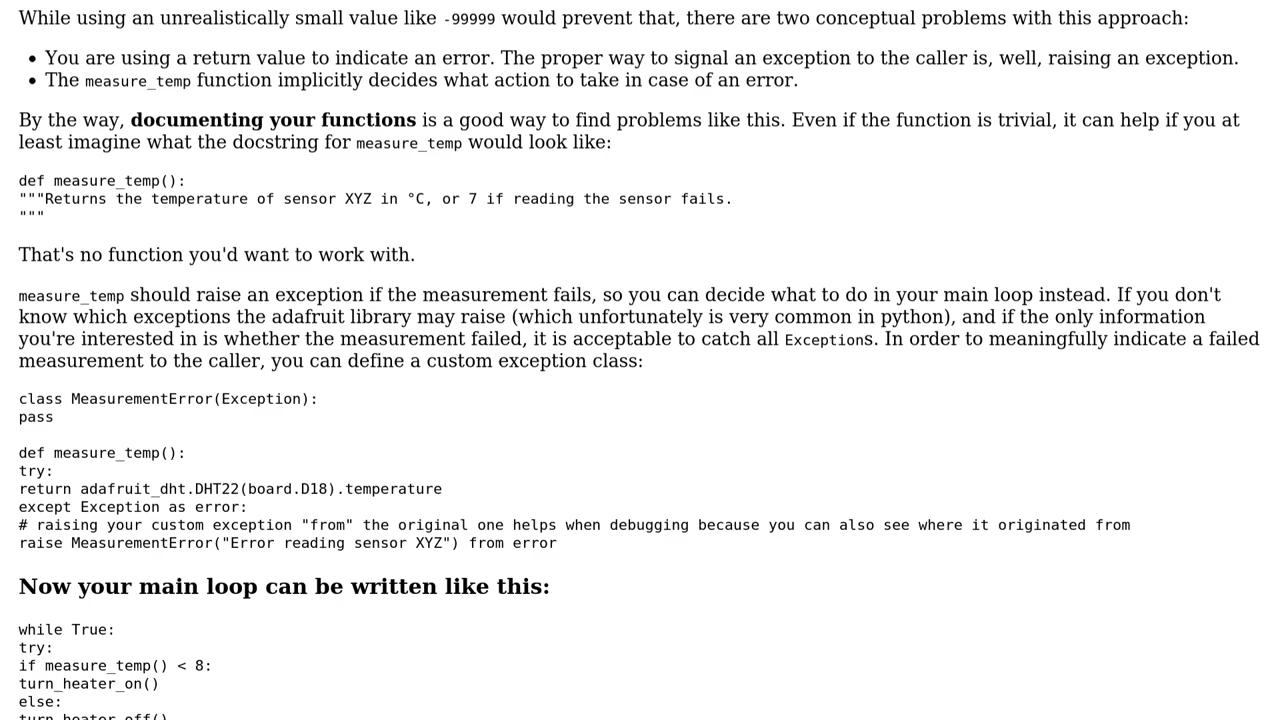 While using an unrealistically small value like -99999 would prevent that, there are two conceptual problems with this approach:
• You are using a return value to indicate an error. The proper way to signal an exception to the caller is, well, raising an exception.
• The measure_temp function implicitly decides what action to take in case of an error.
By the way, documenting your functions is a good way to find problems like this. Even if the function is trivial, it can help if you at
least imagine what the docstring for measure_temp would look like:
def measure_temp():
"""Returns the temperature of sensor XYZ in °C, or 7 if reading the sensor fails.
"""
That's no function you'd want to work with.
measure_temp should raise an exception if the measurement fails, so you can decide what to do in your main loop instead. If you don't
know which exceptions the adafruit library may raise (which unfortunately is very common in python), and if the only information
you're interested in is whether the measurement failed, it is acceptable to catch all Exceptions. In order to meaningfully indicate a failed
measurement to the caller, you can define a custom exception class:
class MeasurementError(Exception):
pass
def measure_temp():
try:
return adafruit_dht.DHT22(board.D18).temperature
except Exception as error:
# raising your custom exception "from" the original one helps when debugging because you can also see where it originated from
raise MeasurementError("Error reading sensor XYZ") from error
Now your main loop can be written like this:
while True:
try:
if measure_temp() < 8:
turn_heater_on()
else:
turn_heater_off()